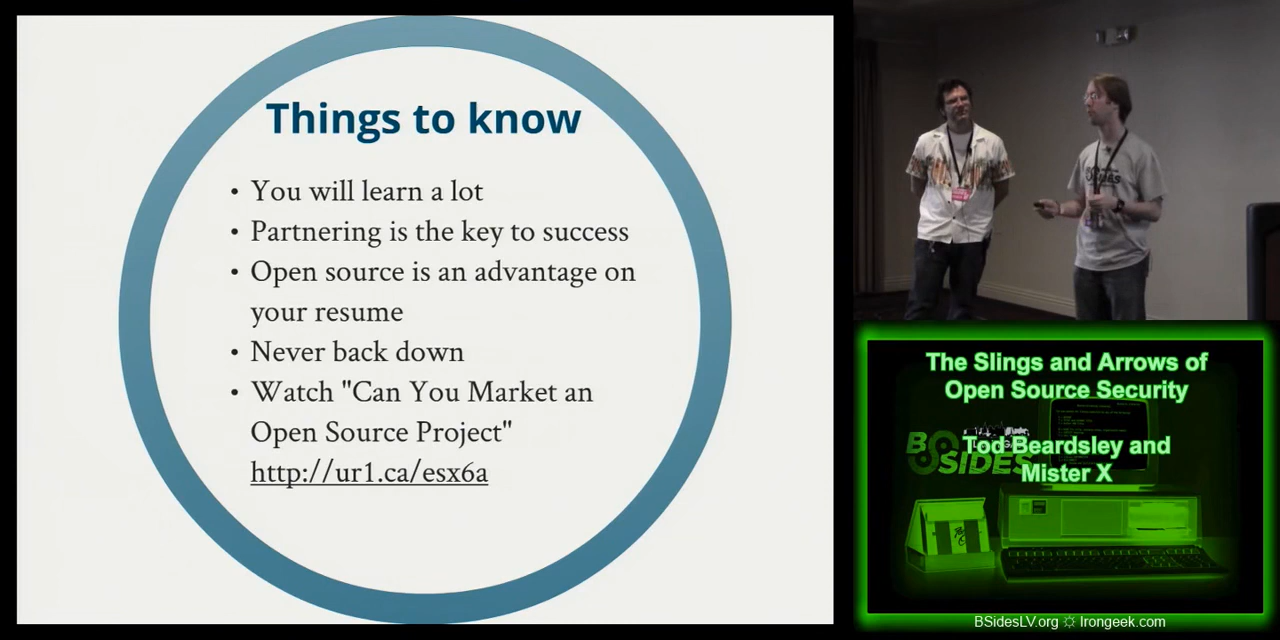 Things to know
• You will learn a lot
• Partnering is the key to success
• Open source is an advantage on
your resume
• Never back down
• Watch "Can You Market an
Open Source Project"
http://ur1.ca/esx6a
The Slings and Arrows of
Open Source Security
BSIDES
Tod Beardsley and
Mister X
BSidesLV.org ☼ Irongeek.com